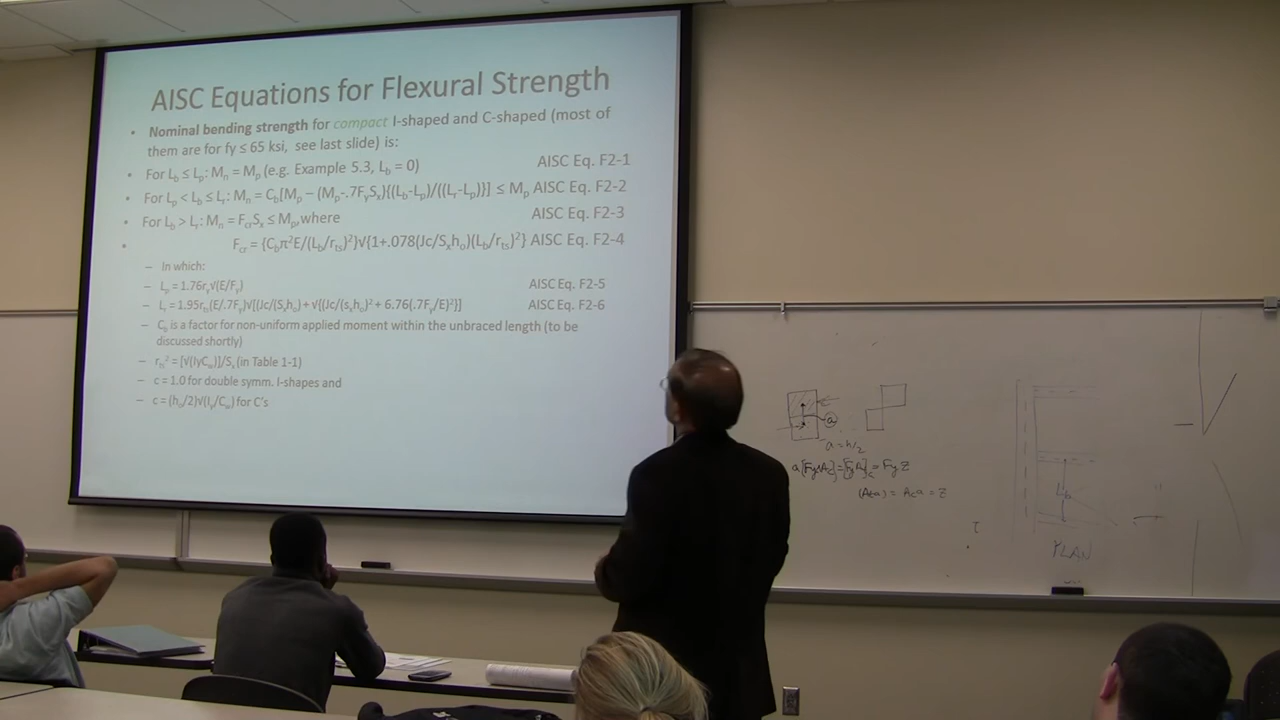 AISC Equations for Flexural Strength
• Nominal bending strength for compact I-shaped and C-shaped (most of
them are for fy ≤ 65 ksi, see last slide) is:
• For Lb ≤ Lp: Mn = Mp (e.g. Example 5.3, Lb = 0) AISC Eq. F2-1
• For Lp < Lb ≤ Lr: Mn = Cb[Mp – (Mp-.7FySx){(Lb-Lp)/((Lr-Lp)}] ≤ Mp AISC Eq. F2-2
• For Lb > Lr: Mn = FcrSx ≤ Mp, where AISC Eq. F2-3
• Fcr = {Cbπ²E/(Lb/rts)²}√{1+.078(Jc/Sxho)(Lb/rts)²} AISC Eq. F2-4
– In which:
– Lp = 1.76ry√(E/Fy) AISC Eq. F2-5
– Lr = 1.95rts(E/.7Fy)√[(Jc/(Sxho) + √{(Jc/(sxho)² + 6.76(.7Fy/E)²}] AISC Eq. F2-6
– Cb is a factor for non-uniform applied moment within the unbraced length (to be
discussed shortly)
– rts² = [√(IyCw)]/Sx (in Table 1-1)
– c = 1.0 for double symm. I-shapes and
– c = (ho/2)√(Iy/Cw) for C's
a
a = h/2
= Fy Z
= Ac a = Z
Lb
PLAN